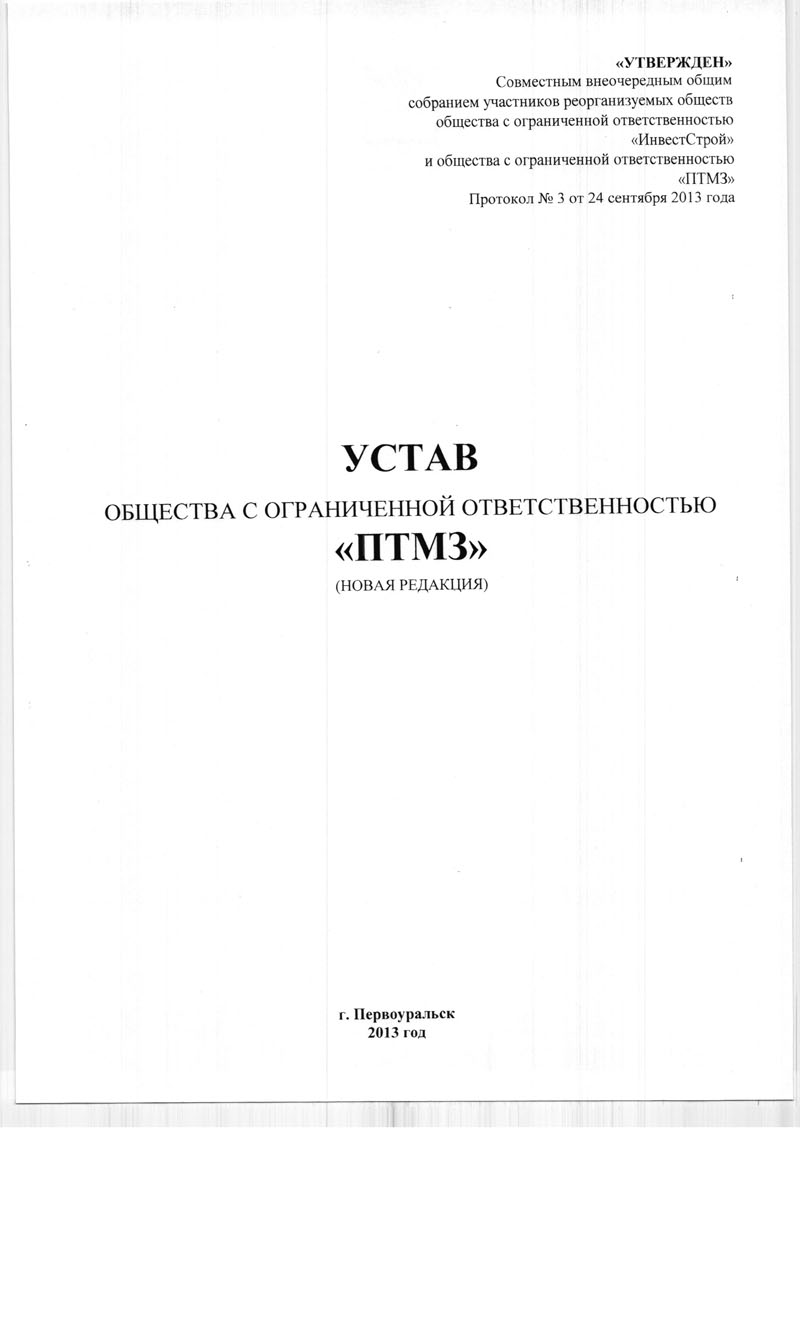 «УТВЕРЖДЕН»
Совместным внеочередным общим
собранием участников реорганизуемых обществ
общества с ограниченной ответственностью
«ИнвестСтрой»
и общества с ограниченной ответственностью
«ПТМЗ»
Протокол № 3 от 24 сентября 2013 года
УСТАВ
ОБЩЕСТВА С ОГРАНИЧЕННОЙ ОТВЕТСТВЕННОСТЬЮ
«ПТМЗ»
(НОВАЯ РЕДАКЦИЯ)
г. Первоуральск
2013 год